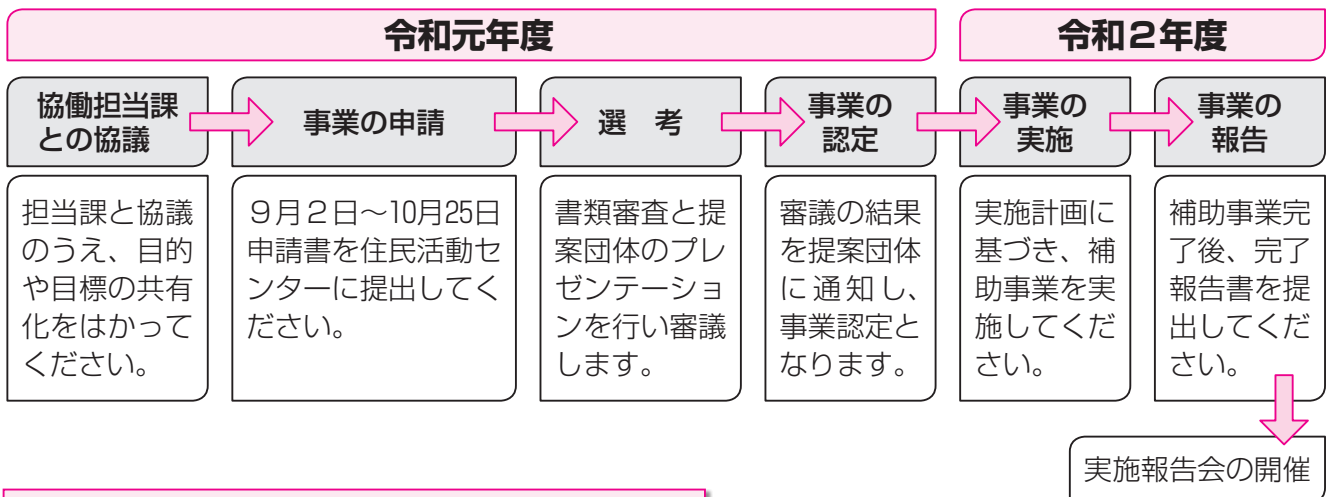 令和元年度
令和2年度
協働担当課
との協議
事業の申請
選 考
事業の
認定
事業の
実施
事業の
報告
担当課と協議
のうえ、目的
や目標の共有
化をはかって
ください。
9月2日〜10月25日
申請書を住民活動セ
ンターに提出してく
ださい。
書類審査と提
案団体のプレ
ゼンテーショ
ンを行い審議
します。
審議の結果
を提案団体
に通知し、
事業認定と
なります。
実施計画に
基づき、補
助事業を実
施してくだ
さい。
補助事業完
了後、完了
報告書を提
出してくだ
さい。
実施報告会の開催